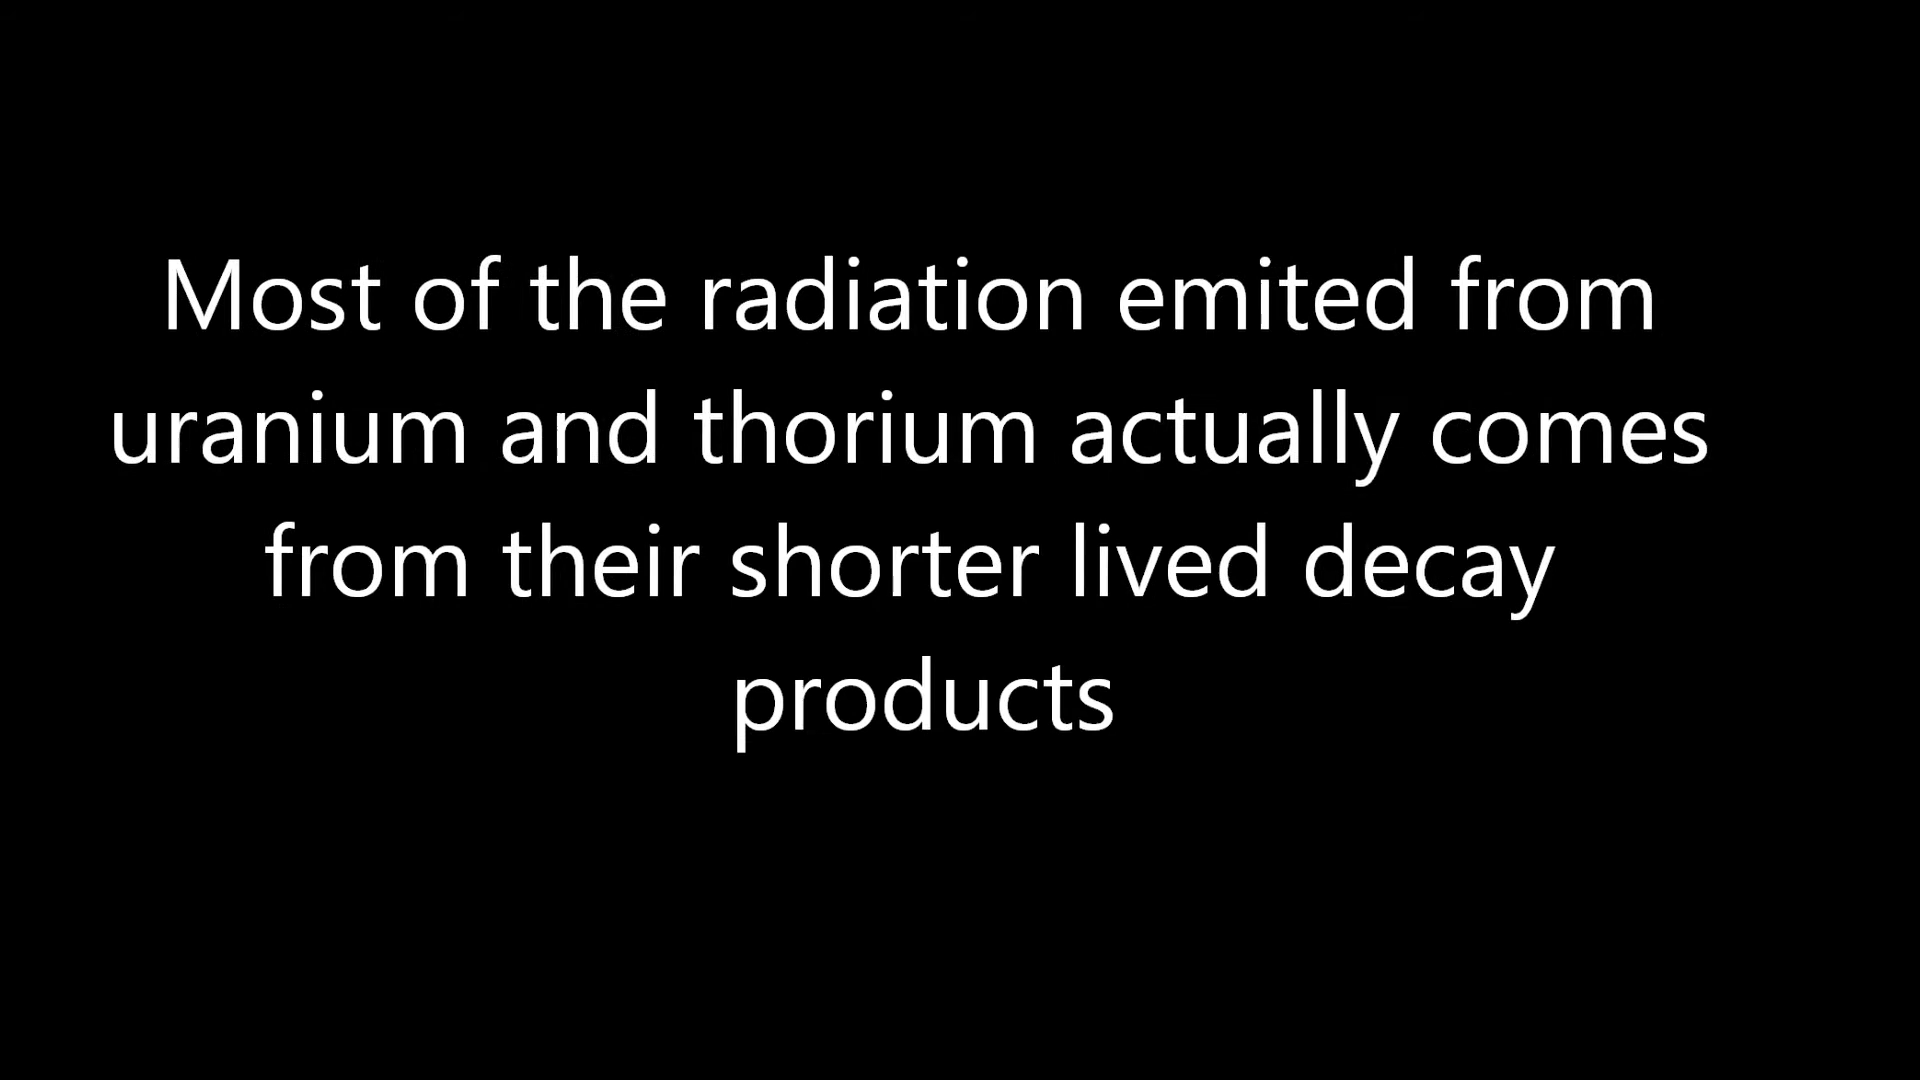 Most of the radiation emited from
uranium and thorium actually comes
from their shorter lived decay
products